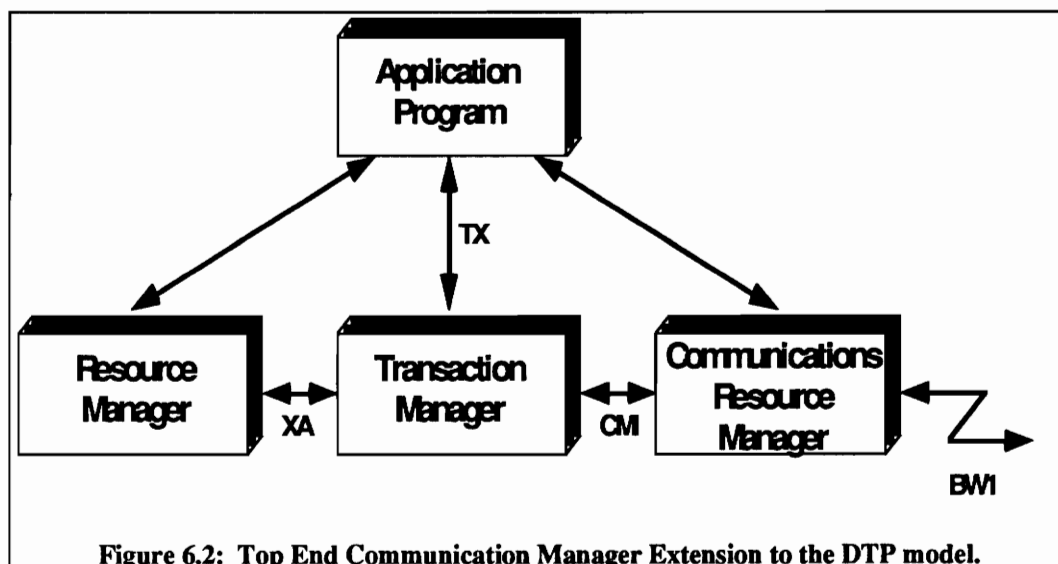 Application
Program
TX
Resource
Manager
XA
Transaction
Manager
CMI
Communications
Resource
Manager
BW1
Figure 6.2: Top End Communication Manager Extension to the DTP model.